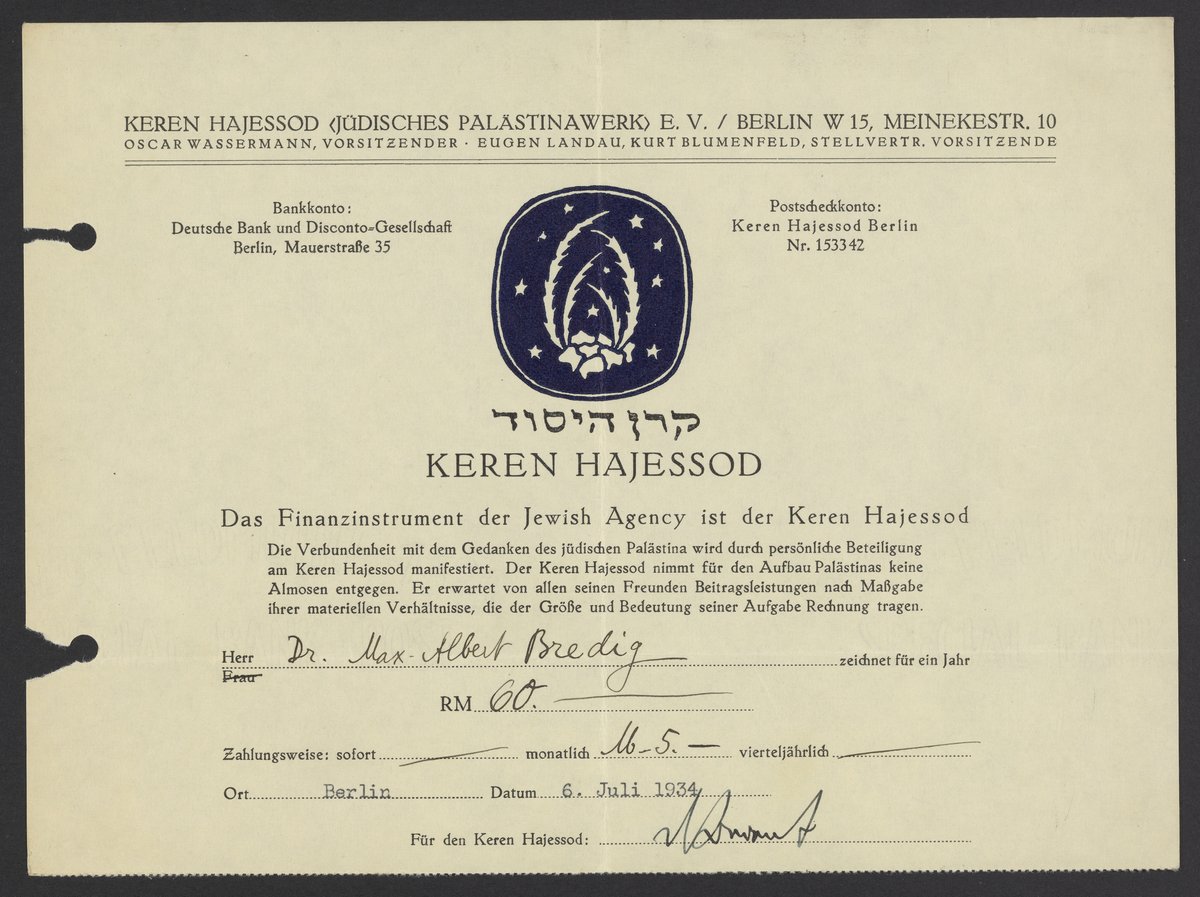 KEREN HAJESSOD ‹JÜDISCHES PALÄSTINAWERK› E. V. / BERLIN W 15, MEINEKESTR. 10
OSCAR WASSERMANN, VORSITZENDER · EUGEN LANDAU, KURT BLUMENFELD, STELLVERTR. VORSITZENDE
Bankkonto:
Deutsche Bank und Disconto=Gesellschaft
Berlin, Mauerstraße 35
Postscheckkonto:
Keren Hajessod Berlin
Nr. 153342
קרן היסוד
KEREN HAJESSOD
Das Finanzinstrument der Jewish Agency ist der Keren Hajessod
Die Verbundenheit mit dem Gedanken des jüdischen Palästina wird durch persönliche Beteiligung
am Keren Hajessod manifestiert. Der Keren Hajessod nimmt für den Aufbau Palästinas keine
Almosen entgegen. Er erwartet von allen seinen Freunden Beitragsleistungen nach Maßgabe
ihrer materiellen Verhältnisse, die der Größe und Bedeutung seiner Aufgabe Rechnung tragen.
Herr Dr. Max-Albert Bredig zeichnet für ein Jahr
Frau
RM 60.—
Zahlungsweise: sofort — monatlich M 5.— vierteljährlich —
Ort Berlin Datum 6. Juli 1934
Für den Keren Hajessod: